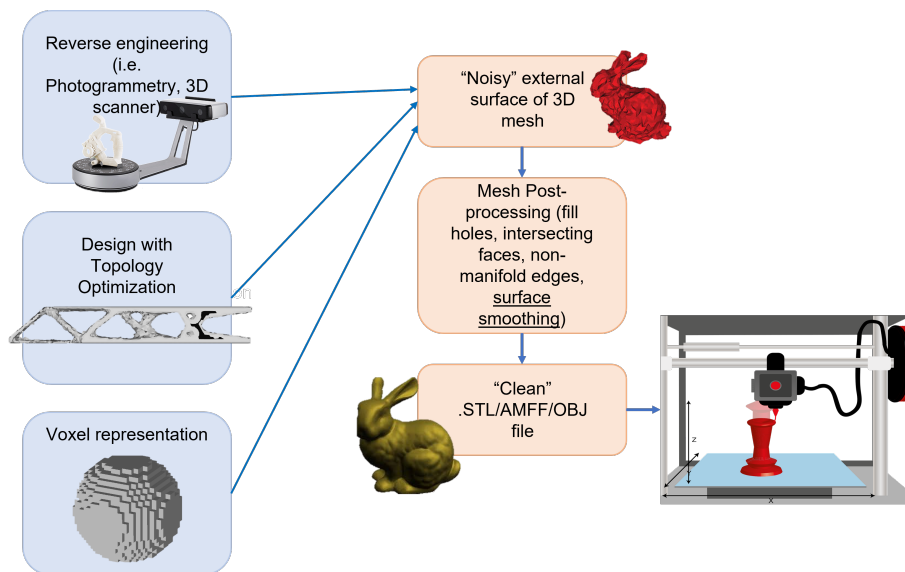 Reverse engineering
(i.e.
Photogrammetry, 3D
scanner)
Design with
Topology
Optimization
on
Voxel representation
“Noisy” external
surface of 3D
mesh
Mesh Post-
processing (fill
holes, intersecting
faces, non-
manifold edges,
surface
smoothing)
“Clean”
.STL/AMFF/OBJ
file
Z
Y
X